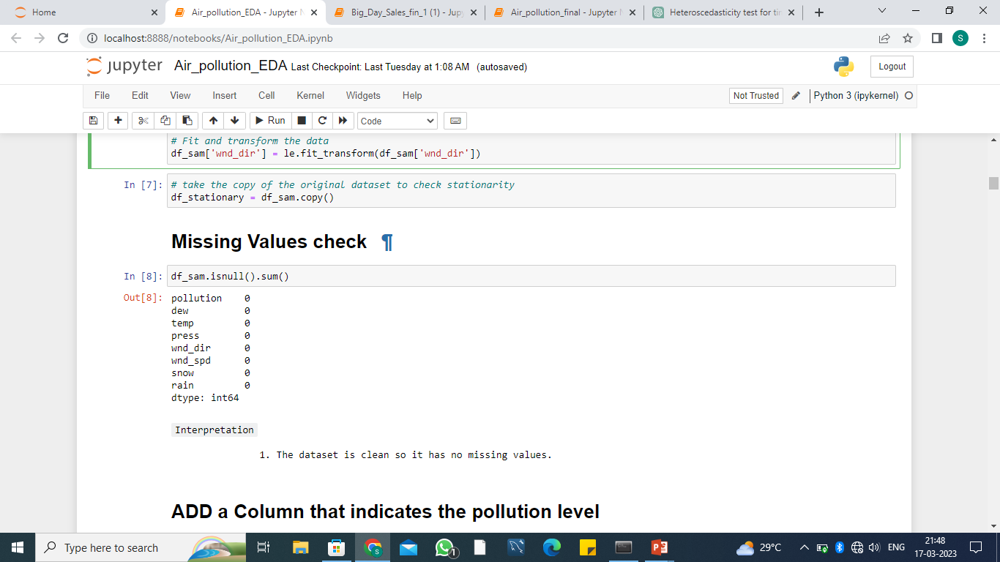 Home
Air_pollution_EDA - Jupyter N
Big_Day_Sales_fin_1 (1) - Jupy
Air_pollution_final - Jupyter N
Heteroscedasticity test for tin
localhost:8888/notebooks/Air_pollution_EDA.ipynb
S
jupyter Air_pollution_EDA Last Checkpoint: Last Tuesday at 1:08 AM (autosaved)
Logout
File Edit View Insert Cell Kernel Widgets Help
Not Trusted
Python 3 (ipykernel)
Run
Code
# Fit and transform the data
df_sam['wnd_dir'] = le.fit_transform(df_sam['wnd_dir'])
In [7]: # take the copy of the original dataset to check stationarity
df_stationary = df_sam.copy()
Missing Values check ¶
In [8]: df_sam.isnull().sum()
Out[8]: pollution 0
dew 0
temp 0
press 0
wnd_dir 0
wnd_spd 0
snow 0
rain 0
dtype: int64
Interpretation
1. The dataset is clean so it has no missing values.
ADD a Column that indicates the pollution level
Type here to search
S
1
29°C
ENG
21:48
17-03-2023